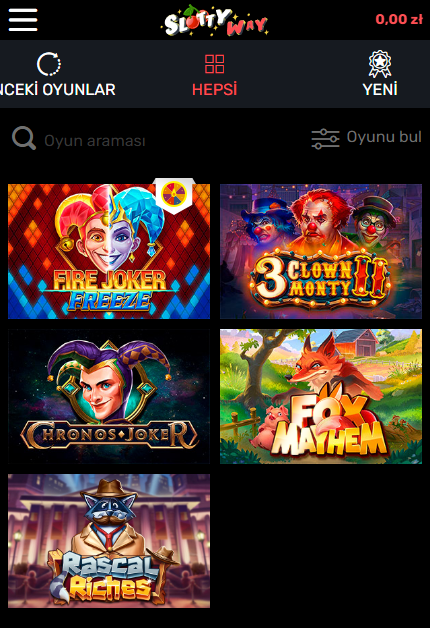 SLOTTY WAY
0,00 zł
NCEKİ OYUNLAR
HEPSİ
YENİ
Oyun araması
Oyunu bul
FIRE JOKER
FREEZE
3 CLOWN
MONTY II
CHRONOS JOKER
FOX
MAYHEM
Rascal
Riches